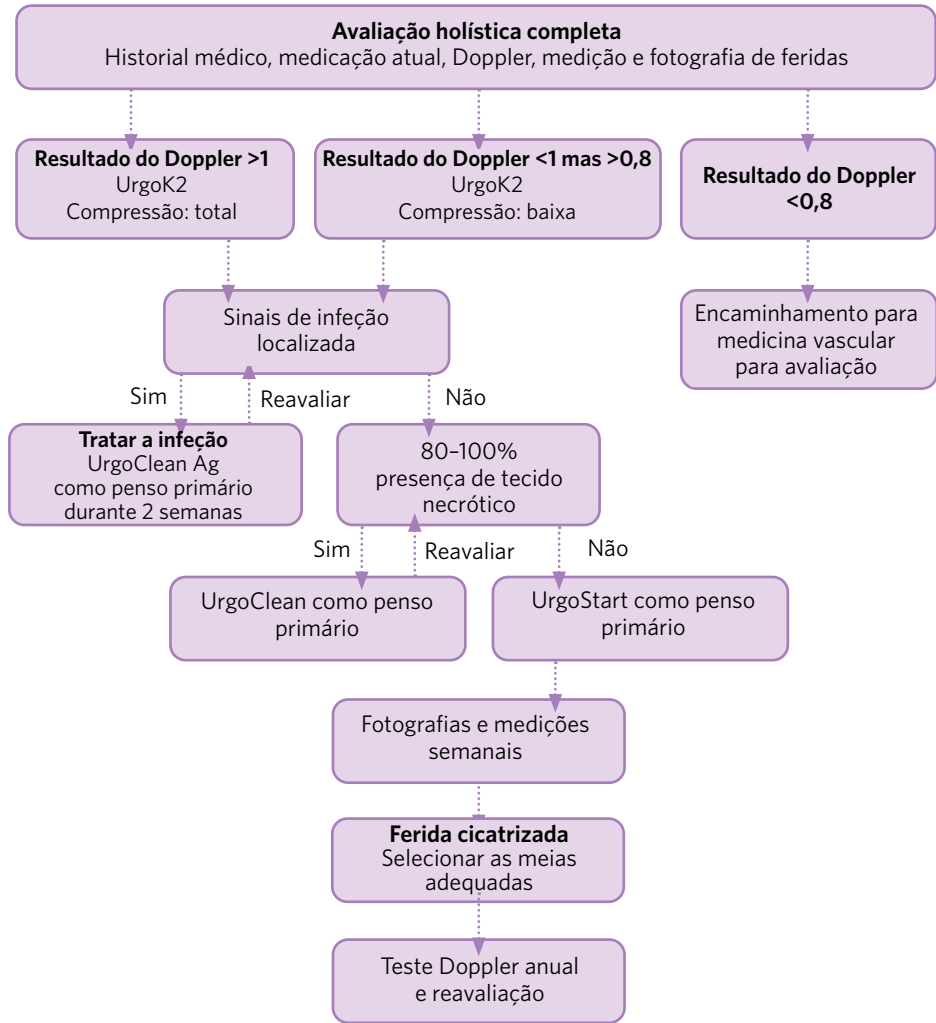 Avaliação holística completa
Historial médico, medicação atual, Doppler, medição e fotografia de feridas
Resultado do Doppler >1
UrgoK2
Compressão: total
Resultado do Doppler <1 mas >0,8
UrgoK2
Compressão: baixa
Resultado do Doppler
<0,8
Sinais de infeção
localizada
Encaminhamento para
medicina vascular
para avaliação
Sim
Reavaliar
Não
Tratar a infeção
UrgoClean Ag
como penso primário
durante 2 semanas
80–100%
presença de tecido
necrótico
Sim
Reavaliar
Não
UrgoClean como penso
primário
UrgoStart como penso
primário
Fotografias e medições
semanais
Ferida cicatrizada
Selecionar as meias
adequadas
Teste Doppler anual
e reavaliação